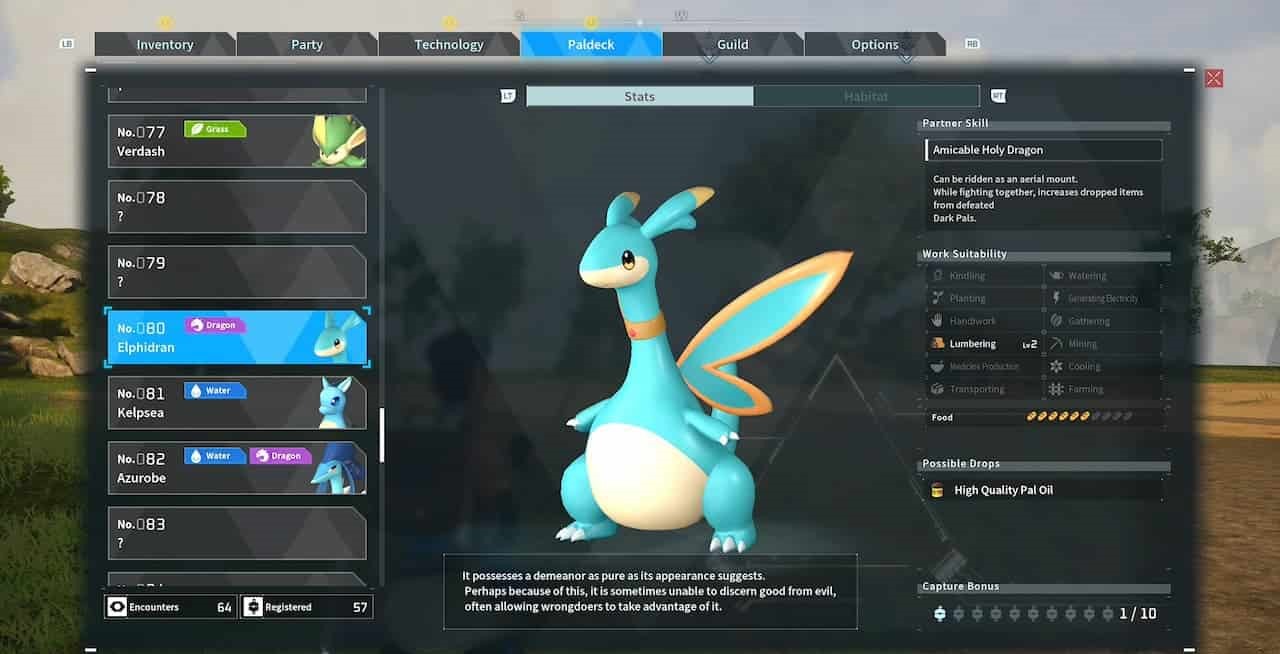 LB
Inventory
Party
Technology
Paldeck
Guild
Options
RB
LT
Stats
Habitat
RT
?
No.077
Grass
Verdash
No.078
?
No.079
?
No.080
Dragon
Elphidran
No.081
Water
Kelpsea
No.082
Water
Dragon
Azurobe
No.083
?
Encounters
64
Registered
57
It possesses a demeanor as pure as its appearance suggests.
Perhaps because of this, it is sometimes unable to discern good from evil,
often allowing wrongdoers to take advantage of it.
Partner Skill
Amicable Holy Dragon
Can be ridden as an aerial mount.
While fighting together, increases dropped items
from defeated
Dark Pals.
Work Suitability
Kindling
Watering
Planting
Generating Electricity
Handiwork
Gathering
Lumbering
Lv2
Mining
Medicine Production
Cooling
Transporting
Farming
Food
Possible Drops
High Quality Pal Oil
Capture Bonus
1 / 10